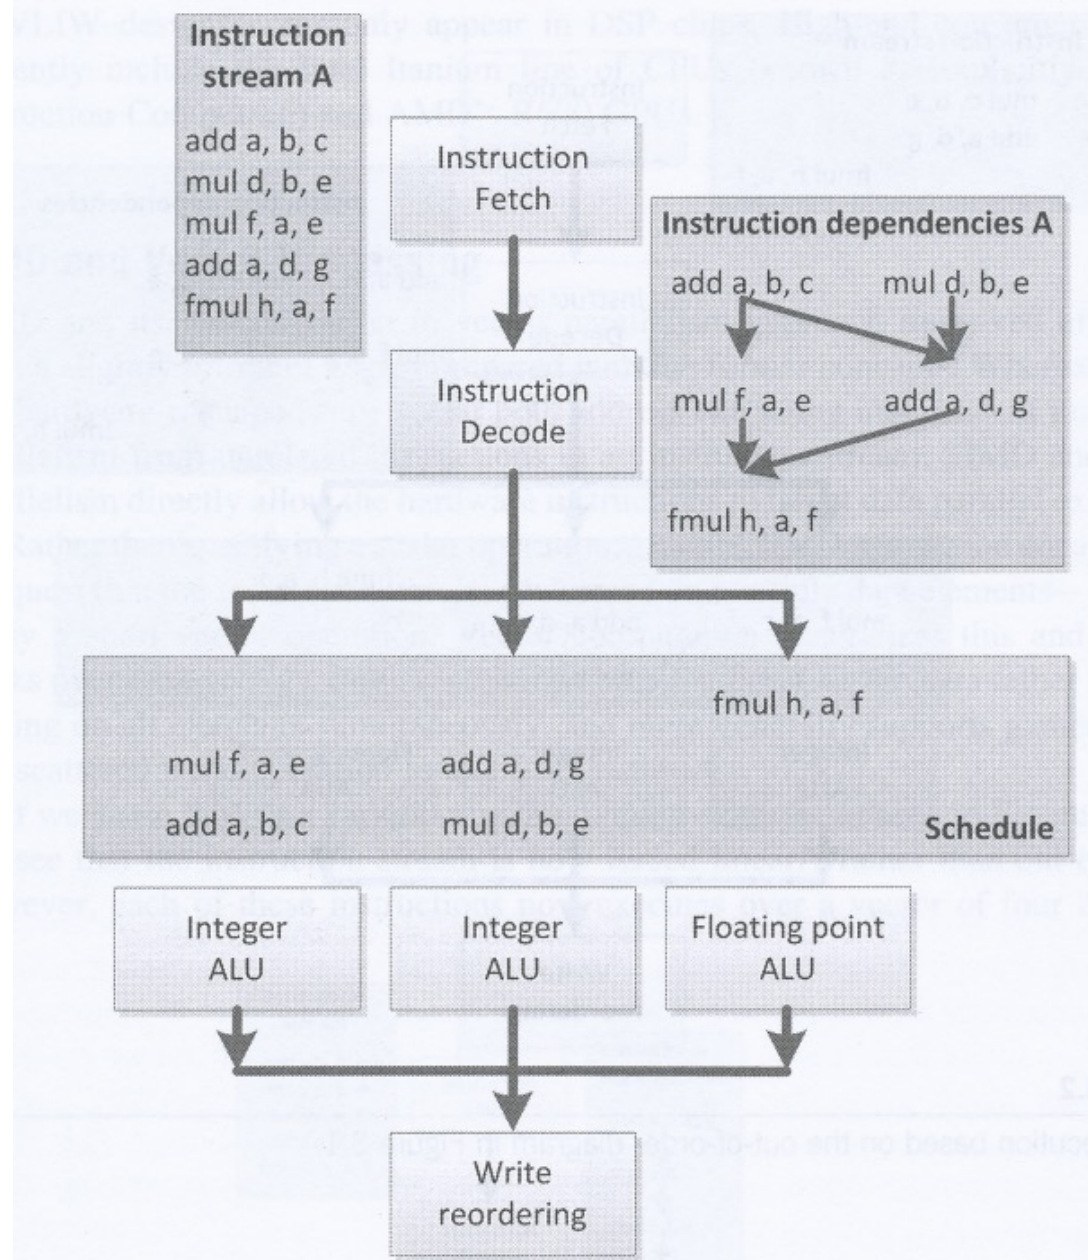 Instruction
stream A
add a, b, c
mul d, b, e
mul f, a, e
add a, d, g
fmul h, a, f
Instruction
Fetch
Instruction dependencies A
add a, b, c
mul d, b, e
mul f, a, e
add a, d, g
fmul h, a, f
Instruction
Decode
fmul h, a, f
mul f, a, e
add a, d, g
add a, b, c
mul d, b, e
Schedule
Integer
ALU
Integer
ALU
Floating point
ALU
Write
reordering